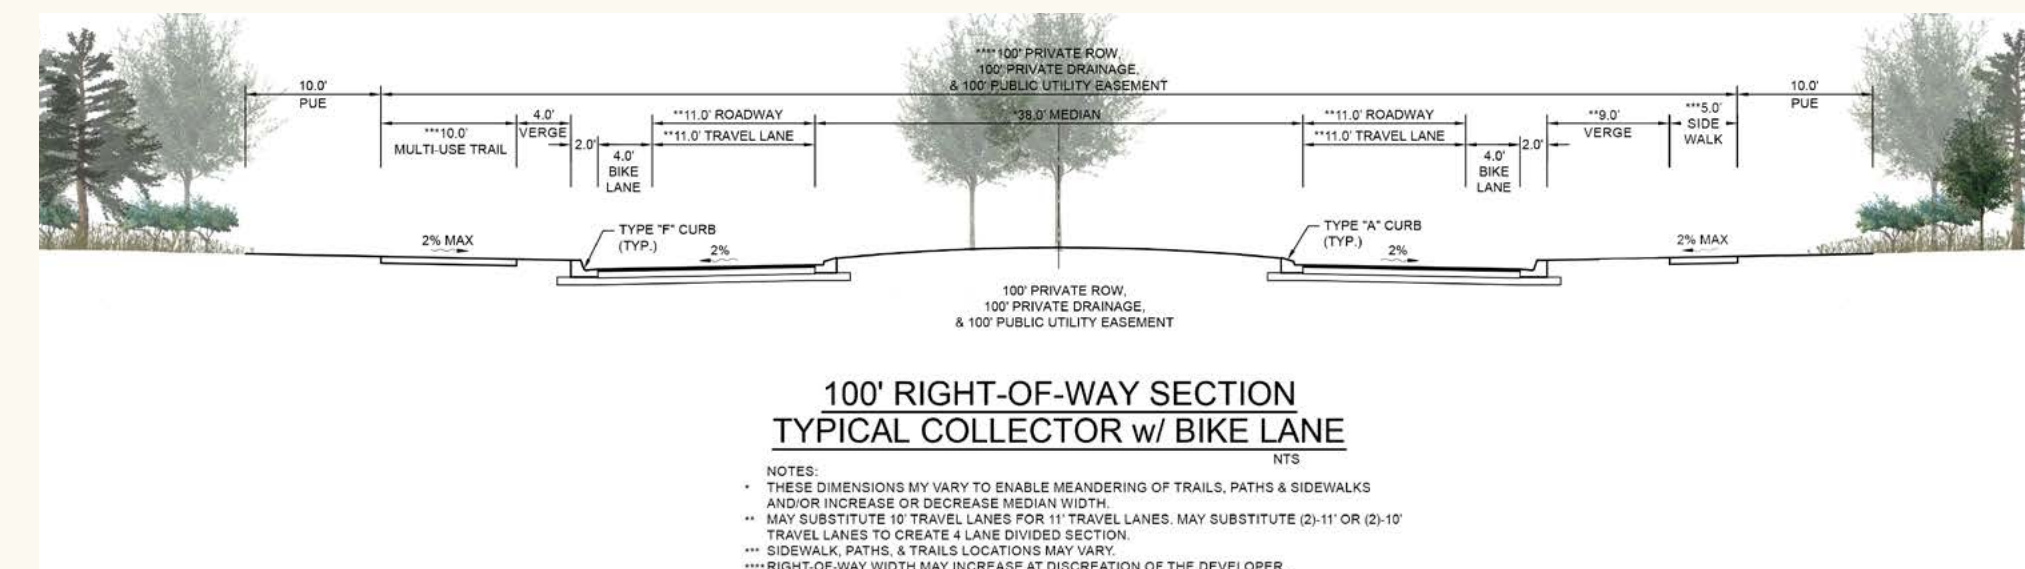 ****100' PRIVATE ROW,
100' PRIVATE DRAINAGE,
& 100' PUBLIC UTILITY EASEMENT
10.0'
PUE
***10.0'
MULTI-USE TRAIL
4.0'
VERGE
2.0'
4.0'
BIKE
LANE
**11.0' ROADWAY
**11.0' TRAVEL LANE
*38.0' MEDIAN
**11.0' ROADWAY
**11.0' TRAVEL LANE
4.0'
BIKE
LANE
2.0'
**9.0'
VERGE
***5.0'
SIDE
WALK
10.0'
PUE
2% MAX
TYPE "F" CURB
(TYP.)
2%
TYPE "A" CURB
(TYP.)
2%
2% MAX
100' PRIVATE ROW,
100' PRIVATE DRAINAGE,
& 100' PUBLIC UTILITY EASEMENT
100' RIGHT-OF-WAY SECTION
TYPICAL COLLECTOR w/ BIKE LANE
NTS
NOTES:
* THESE DIMENSIONS MY VARY TO ENABLE MEANDERING OF TRAILS, PATHS & SIDEWALKS
AND/OR INCREASE OR DECREASE MEDIAN WIDTH.
** MAY SUBSTITUTE 10' TRAVEL LANES FOR 11' TRAVEL LANES. MAY SUBSTITUTE (2)-11' OR (2)-10'
TRAVEL LANES TO CREATE 4 LANE DIVIDED SECTION.
*** SIDEWALK, PATHS, & TRAILS LOCATIONS MAY VARY.
**** RIGHT-OF-WAY WIDTH MAY INCREASE AT DISCREATION OF THE DEVELOPER.